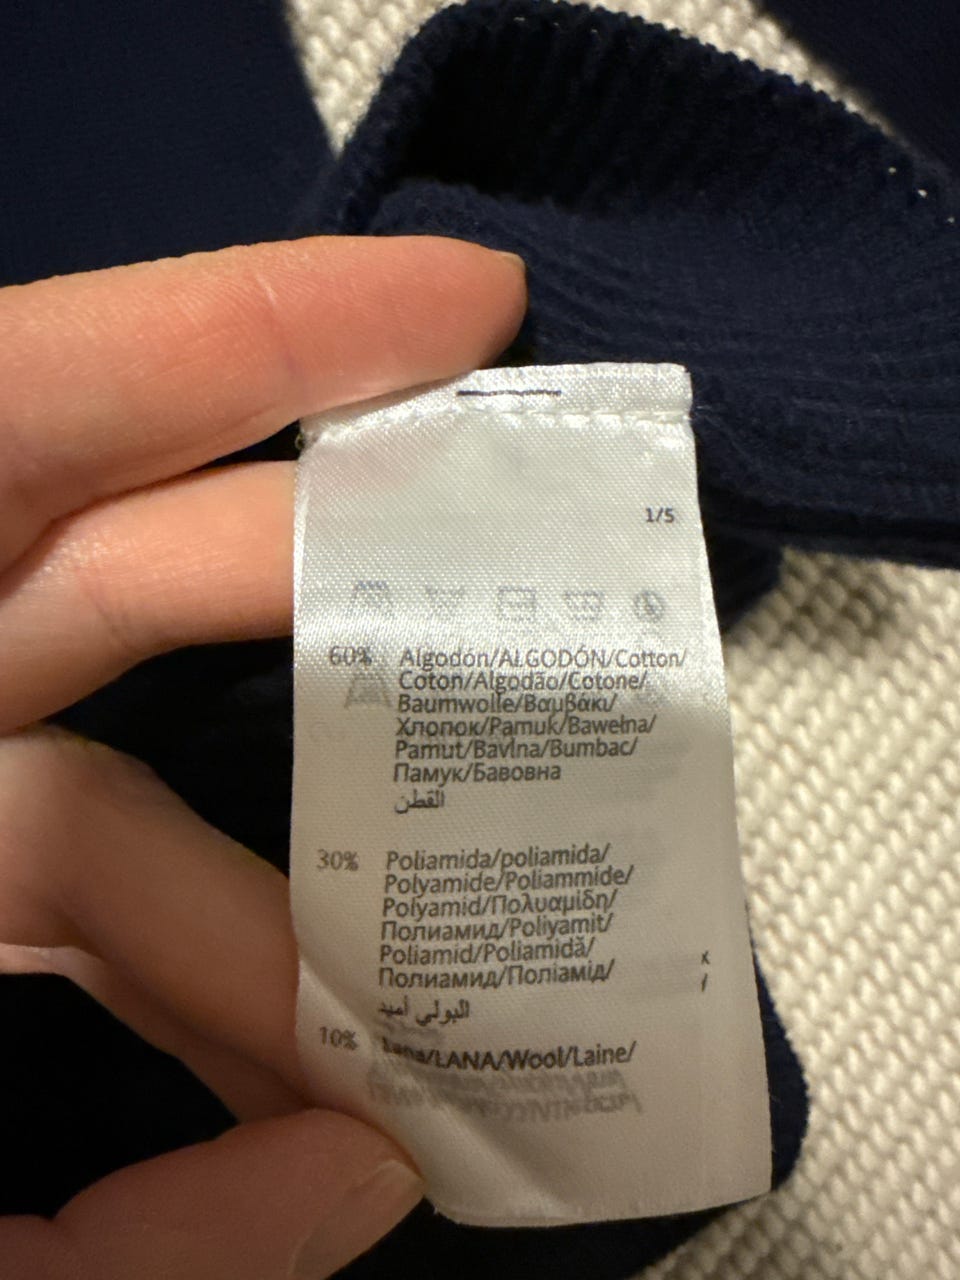 1/5
60% Algodón/ALGODÓN/Cotton/
Coton/Algodão/Cotone/
Baumwolle/Βαμβάκι/
Хлопок/Pamuk/Bawełna/
Pamut/Bavlna/Bumbac/
Памук/Бавовна
القطن
30% Poliamida/poliamida/
Polyamide/Poliammide/
Polyamid/Πολυαμίδη/
Полиамид/Poliyamit/
Poliamid/Poliamidă/
Полиамид/Поліамід/
البولي أميد
10% Lana/LANA/Wool/Laine/